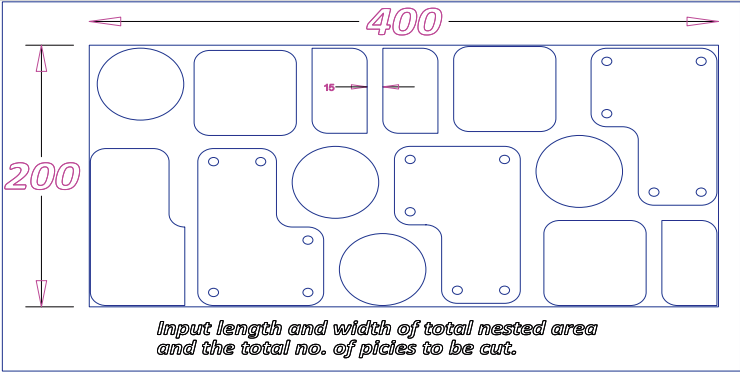 400
15
200
Input length and width of total nested area
and the total no. of picies to be cut.